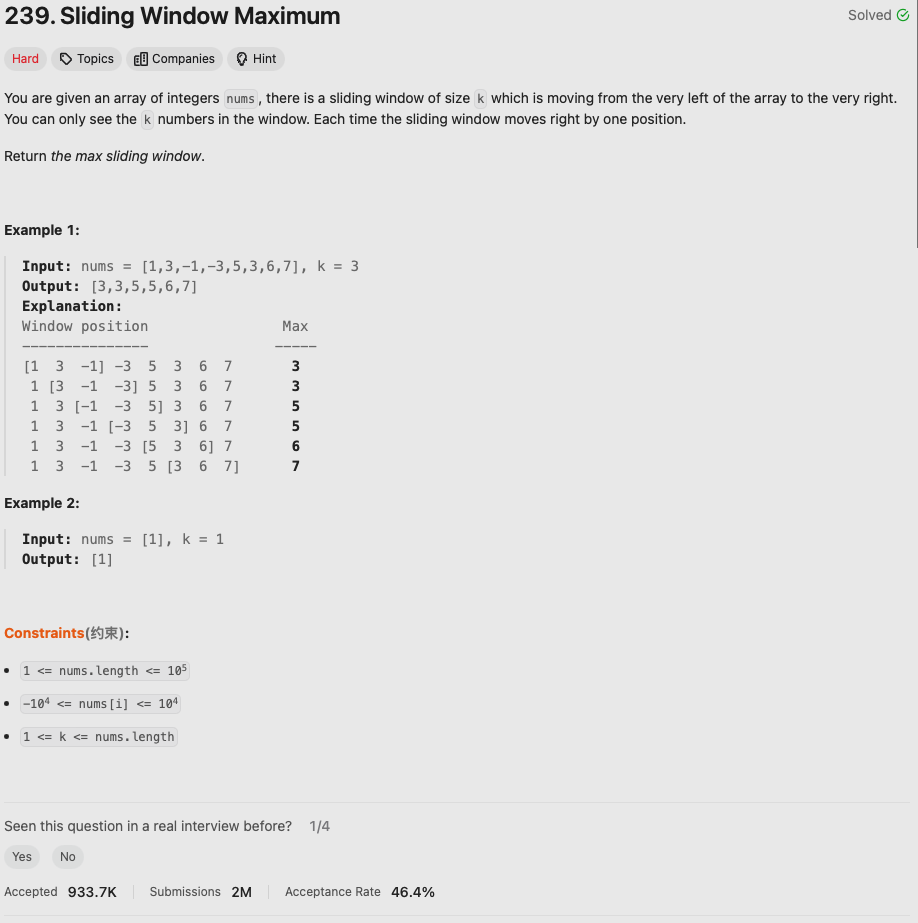 239. Sliding Window Maximum
Solved
Hard Topics Companies Hint
You are given an array of integers nums, there is a sliding window of size k which is moving from the very left of the array to the very right.
You can only see the k numbers in the window. Each time the sliding window moves right by one position.
Return the max sliding window.
Example 1:
Input: nums = [1,3,-1,-3,5,3,6,7], k = 3
Output: [3,3,5,5,6,7]
Explanation:
Window position Max
--------------- -----
[1 3 -1] -3 5 3 6 7 3
1 [3 -1 -3] 5 3 6 7 3
1 3 [-1 -3 5] 3 6 7 5
1 3 -1 [-3 5 3] 6 7 5
1 3 -1 -3 [5 3 6] 7 6
1 3 -1 -3 5 [3 6 7] 7
Example 2:
Input: nums = [1], k = 1
Output: [1]
Constraints(约束):
• 1 <= nums.length <= 10⁵
• -10⁴ <= nums[i] <= 10⁴
• 1 <= k <= nums.length
Seen this question in a real interview before? 1/4
Yes No
Accepted 933.7K Submissions 2M Acceptance Rate 46.4%